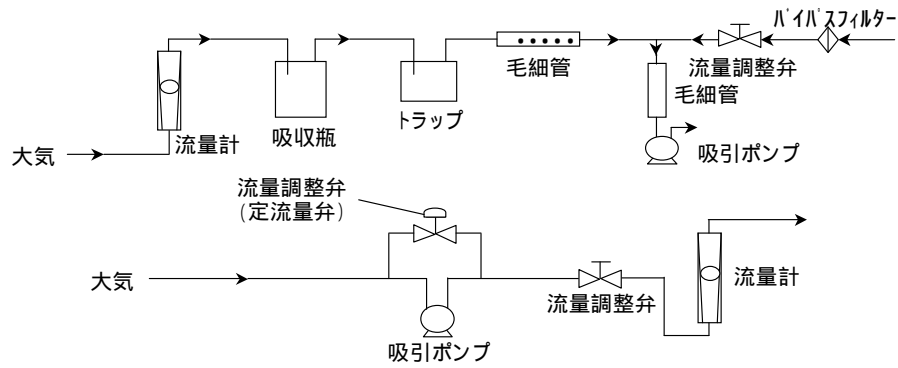 バイパスフィルター
毛細管
流量調整弁
毛細管
吸収瓶
トラップ
流量計
大気
吸引ポンプ
流量調整弁
(定流量弁)
大気
流量計
流量調整弁
吸引ポンプ